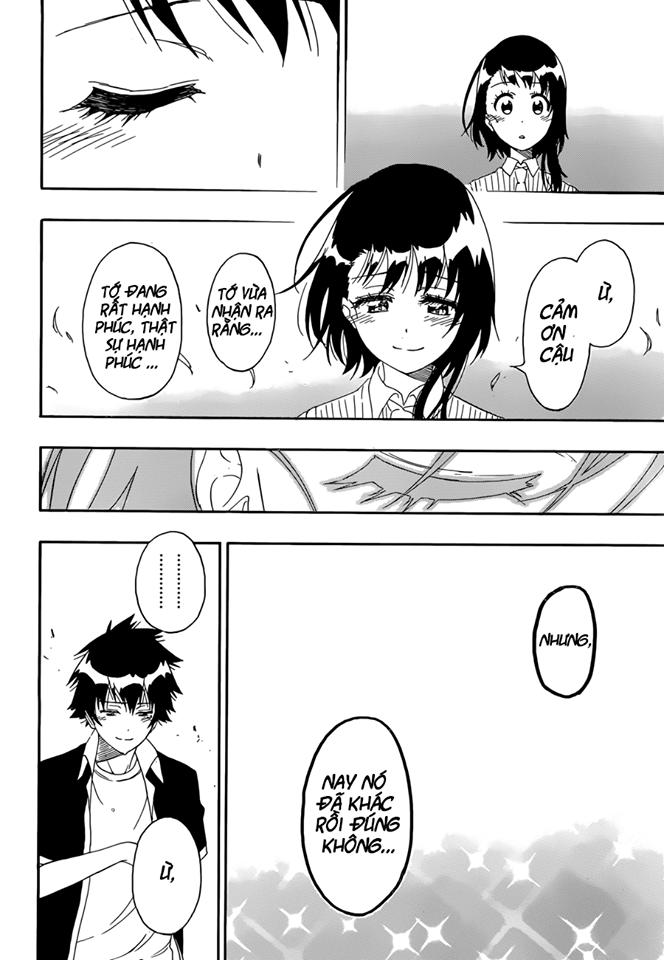 Ừ,
CẢM
ƠN
CẬU
TỚ VỪA
NHẬN RA
RẰNG...
TỚ ĐANG
RẤT HẠNH
PHÚC, THẬT
SỰ HẠNH
PHÚC ...
NHƯNG,
NAY NÓ
ĐÃ KHÁC
RỒI ĐÚNG
KHÔNG...
.........
.........
Ừ,